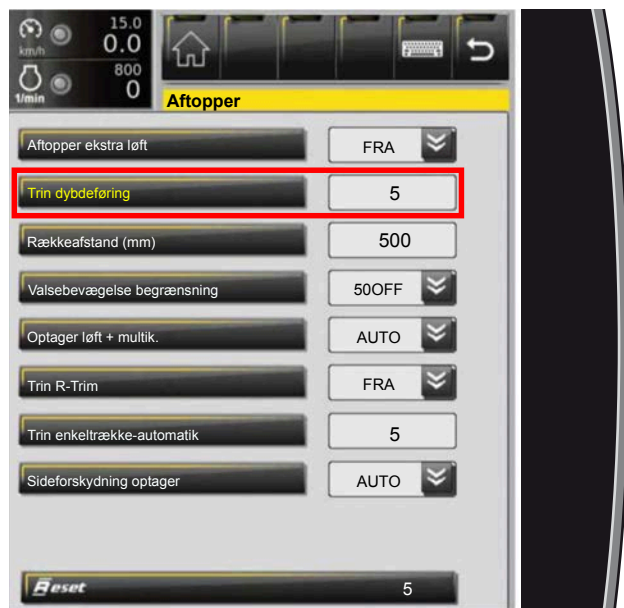 15.0
km/h 0.0
800
1/min 0
Aftopper
Aftopper ekstra løft FRA
Trin dybdeføring 5
Rækkeafstand (mm) 500
Valsebevægelse begrænsning 50OFF
Optager løft + multik. AUTO
Trin R-Trim FRA
Trin enkeltrække-automatik 5
Sideforskydning optager AUTO
Reset 5